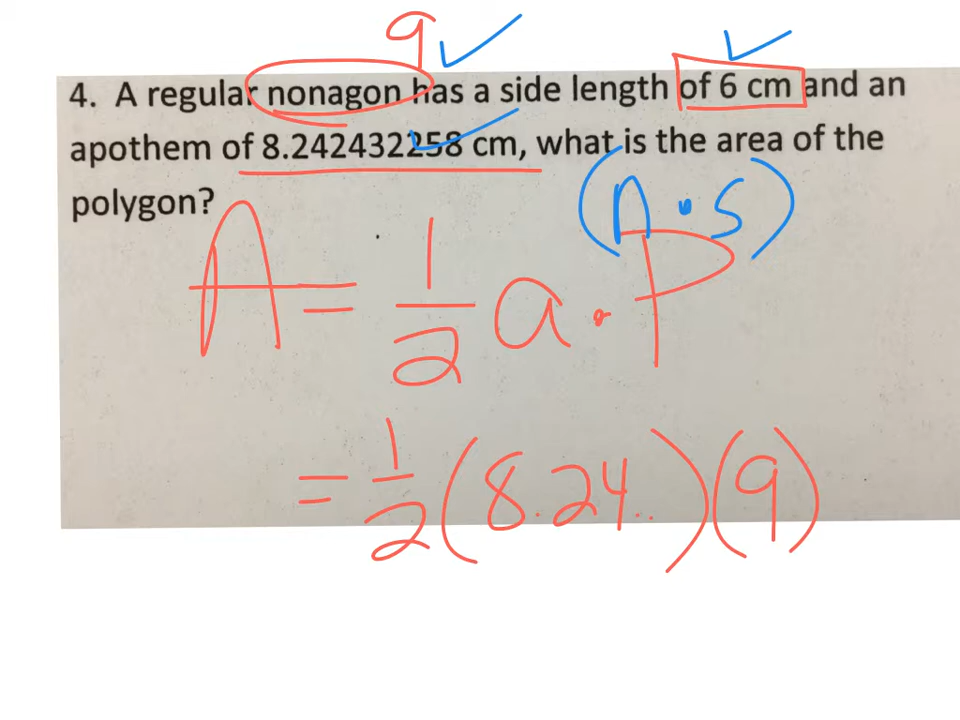 9
4. A regular nonagon has a side length of 6 cm and an
apothem of 8.242432258 cm, what is the area of the
polygon?
(n · s)
A = 1/2 a · P
= 1/2 (8.24..)(9)